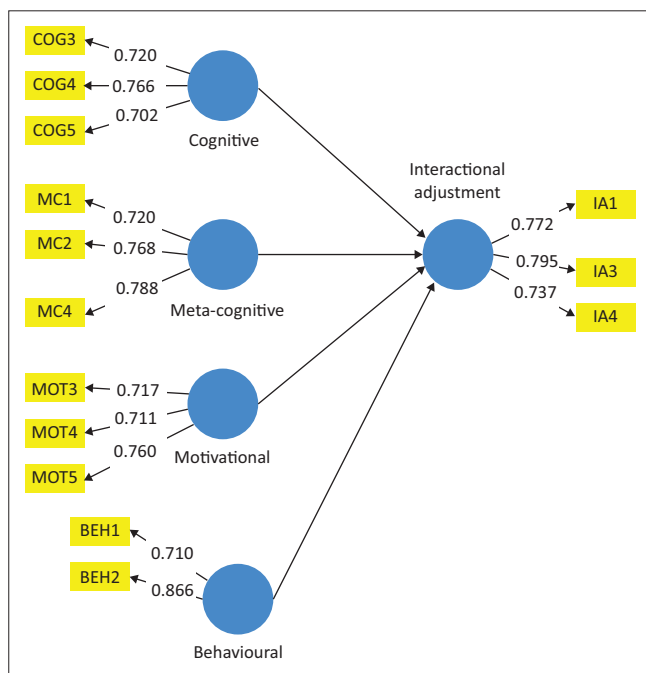 COG3
0.720
COG4
0.766
COG5
0.702
Cognitive
MC1
0.720
MC2
0.768
MC4
0.788
Meta-cognitive
MOT3
0.717
MOT4
0.711
MOT5
0.760
Motivational
BEH1
0.710
BEH2
0.866
Behavioural
Interactional
adjustment
IA1
0.772
IA3
0.795
IA4
0.737